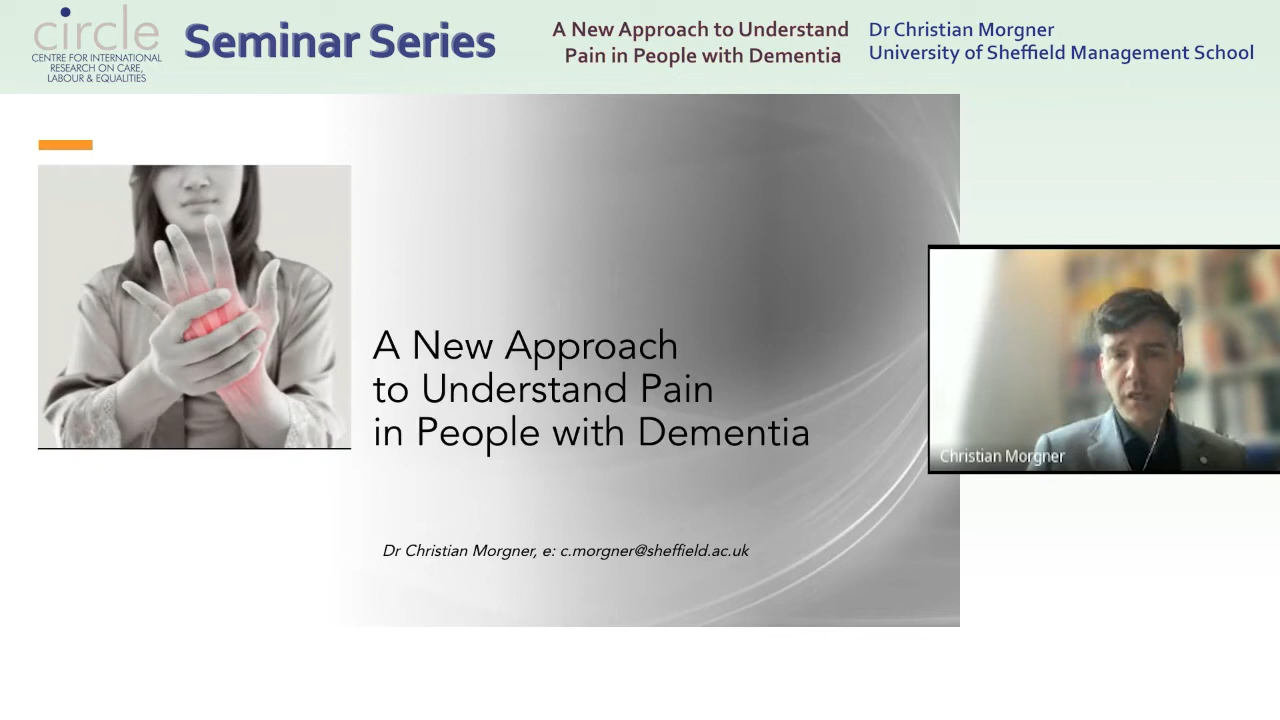 circle
CENTRE FOR INTERNATIONAL
RESEARCH ON CARE,
LABOUR & EQUALITIES
Seminar Series
A New Approach to Understand
Pain in People with Dementia
Dr Christian Morgner
University of Sheffield Management School
A New Approach
to Understand Pain
in People with Dementia
Dr Christian Morgner, e: c.morgner@sheffield.ac.uk
Christian Morgner